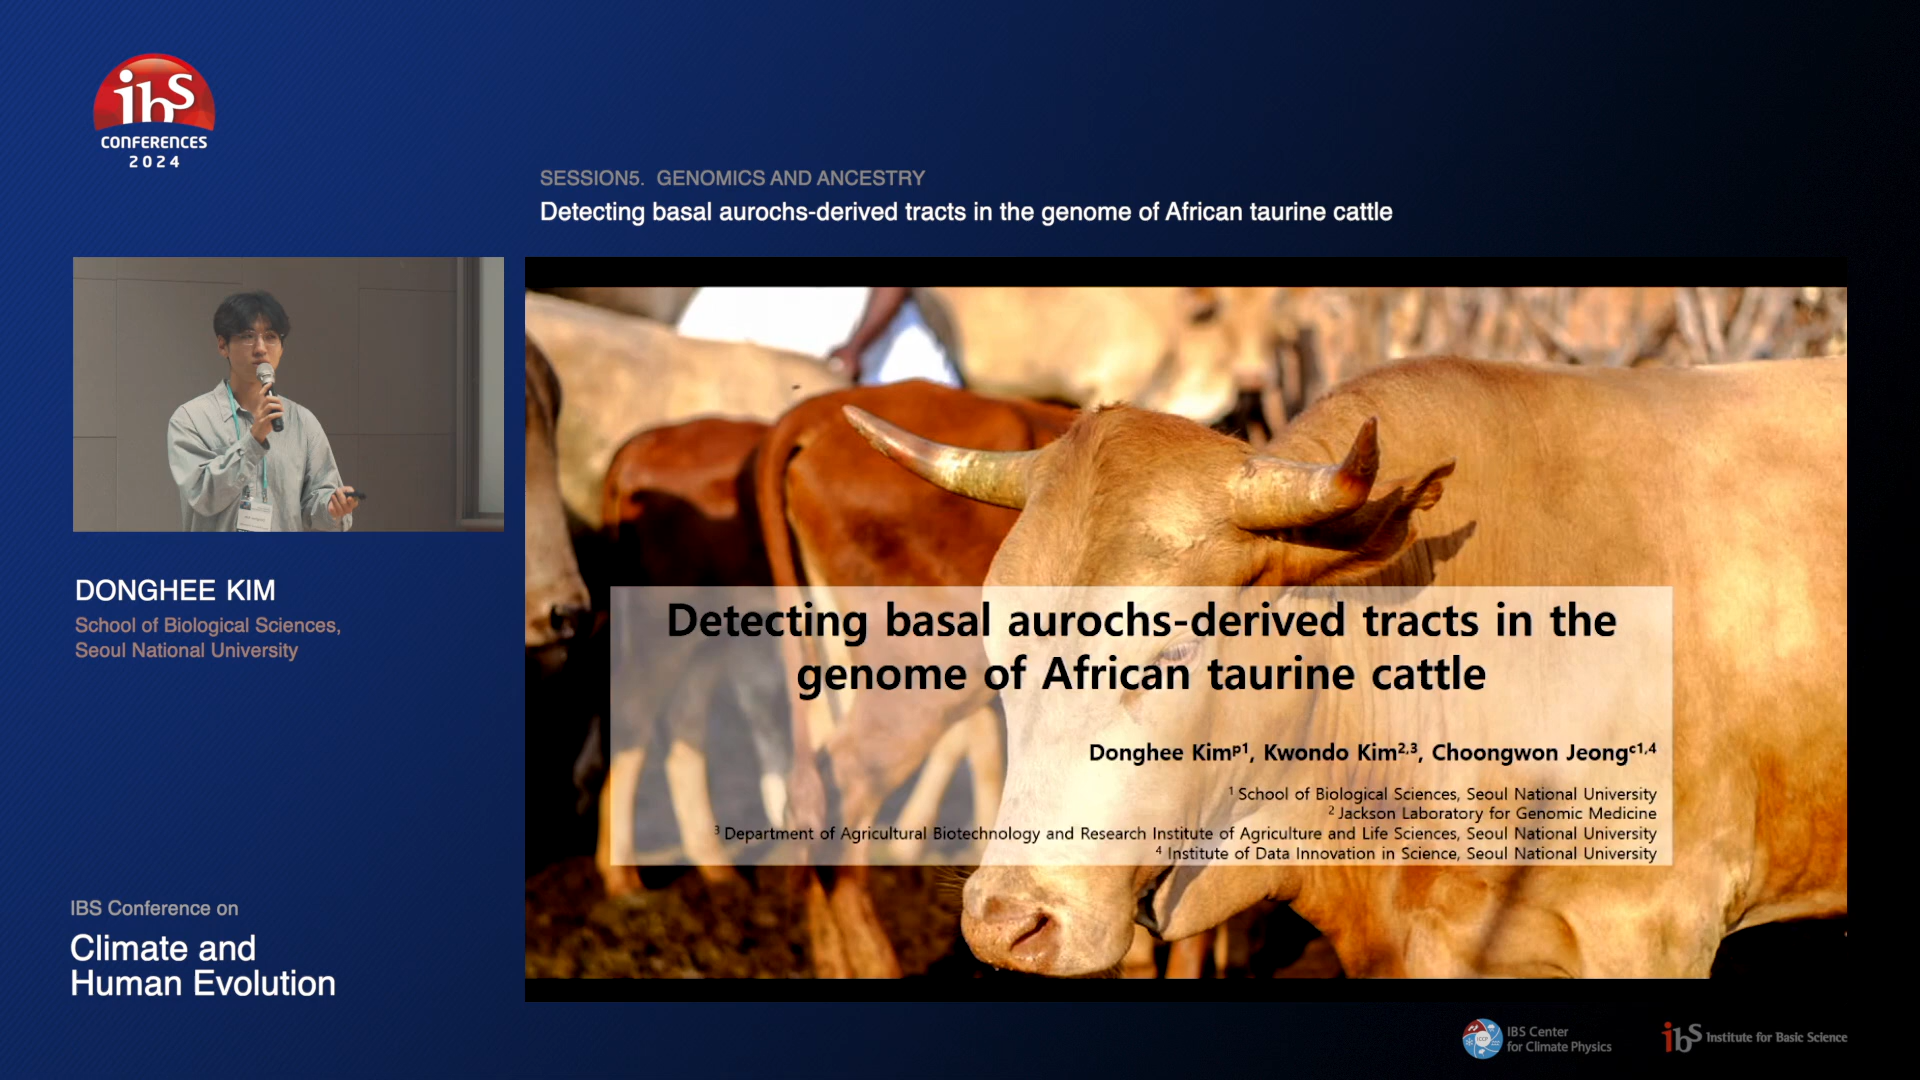 ibs
CONFERENCES
2024
SESSION5. GENOMICS AND ANCESTRY
Detecting basal aurochs-derived tracts in the genome of African taurine cattle
DONGHEE KIM
School of Biological Sciences,
Seoul National University
Detecting basal aurochs-derived tracts in the
genome of African taurine cattle
Donghee Kimᵖ¹, Kwondo Kim²,³, Choongwon Jeongᶜ¹,⁴
¹ School of Biological Sciences, Seoul National University
² Jackson Laboratory for Genomic Medicine
³ Department of Agricultural Biotechnology and Research Institute of Agriculture and Life Sciences, Seoul National University
⁴ Institute of Data Innovation in Science, Seoul National University
IBS Conference on
Climate and
Human Evolution
IBS Center
for Climate Physics
ibs Institute for Basic Science